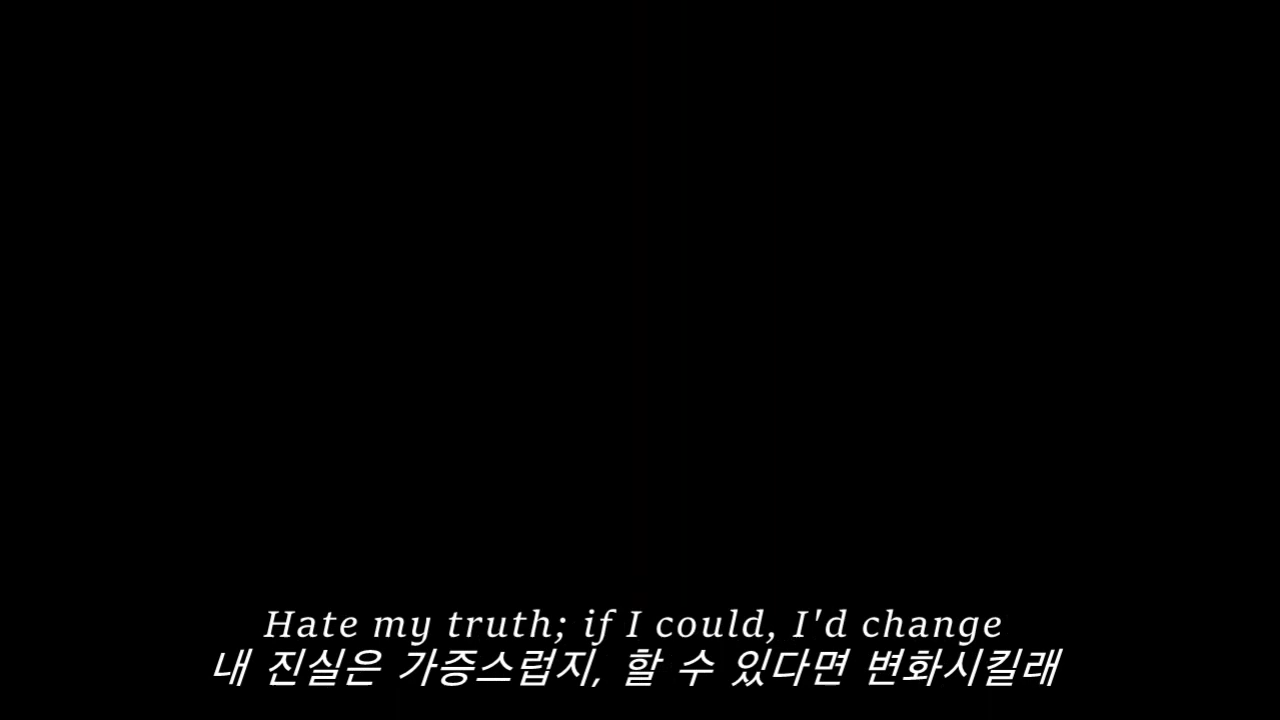 Hate my truth; if I could, I'd change
내 진실은 가증스럽지, 할 수 있다면 변화시킬래